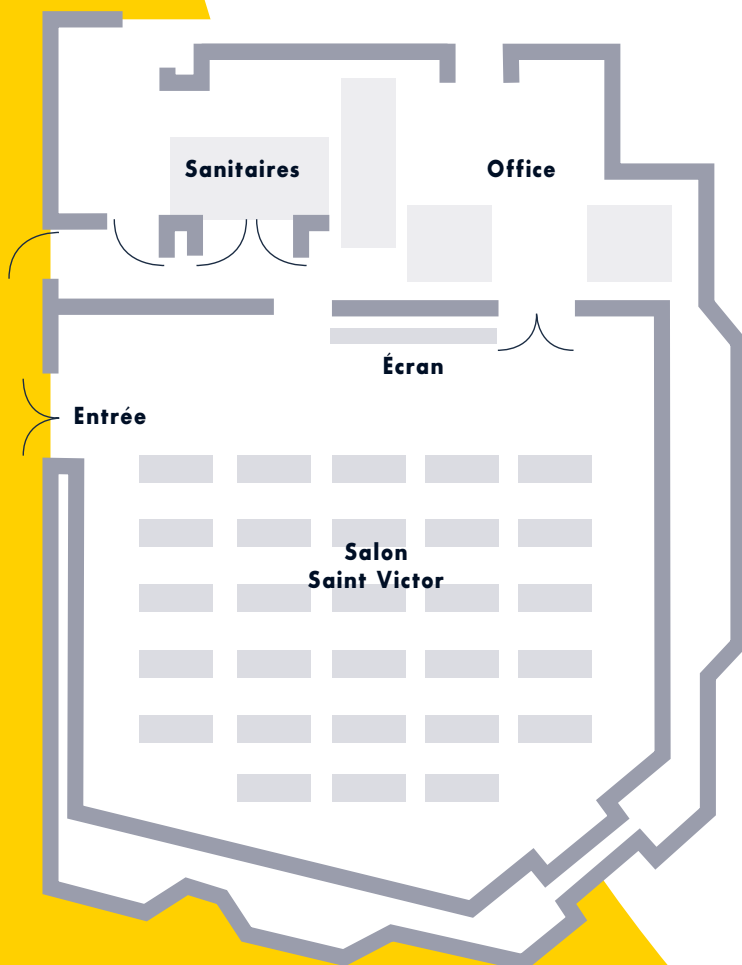 Sanitaires
Office
Écran
Entrée
Salon
Saint Victor